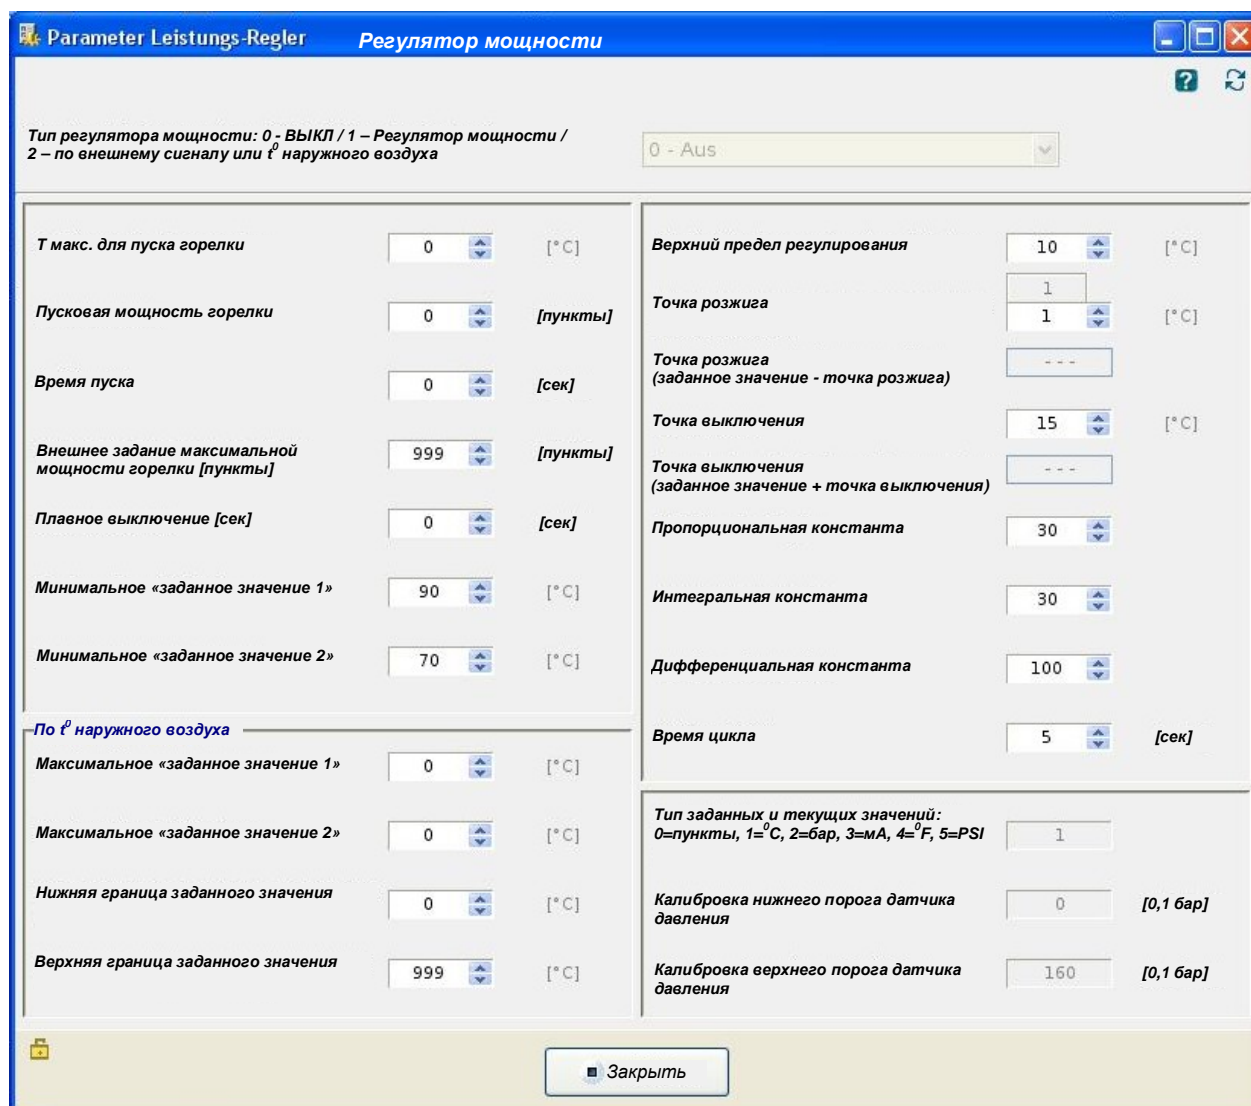 Parameter Leistungs-Regler Регулятор мощности
?
Тип регулятора мощности: 0 - ВЫКЛ / 1 – Регулятор мощности /
2 – по внешнему сигналу или t⁰ наружного воздуха
0 - Aus
Т макс. для пуска горелки 0 [°C]
Пусковая мощность горелки 0 [пункты]
Время пуска 0 [сек]
Внешнее задание максимальной
мощности горелки [пункты] 999 [пункты]
Плавное выключение [сек] 0 [сек]
Минимальное «заданное значение 1» 90 [°C]
Минимальное «заданное значение 2» 70 [°C]
По t⁰ наружного воздуха
Максимальное «заданное значение 1» 0 [°C]
Максимальное «заданное значение 2» 0 [°C]
Нижняя граница заданного значения 0 [°C]
Верхняя граница заданного значения 999 [°C]
Верхний предел регулирования 10 [°C]
1
Точка розжига 1 [°C]
Точка розжига
(заданное значение - точка розжига) - - -
Точка выключения 15 [°C]
Точка выключения
(заданное значение + точка выключения) - - -
Пропорциональная константа 30
Интегральная константа 30
Дифференциальная константа 100
Время цикла 5 [сек]
Тип заданных и текущих значений:
0=пункты, 1=⁰С, 2=бар, 3=мА, 4=⁰F, 5=PSI 1
Калибровка нижнего порога датчика
давления 0 [0,1 бар]
Калибровка верхнего порога датчика
давления 160 [0,1 бар]
Закрыть